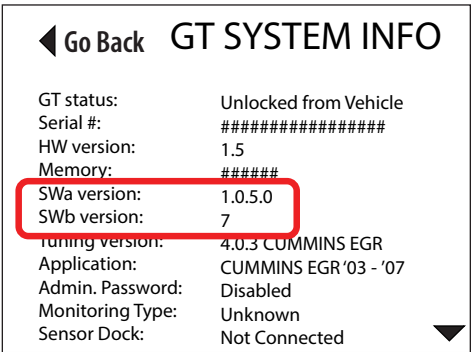 Go Back GT SYSTEM INFO
GT status: Unlocked from Vehicle
Serial #: #################
HW version: 1.5
Memory: ######
SWa version: 1.0.5.0
SWb version: 7
Tuning version: 4.0.3 CUMMINS EGR
Application: CUMMINS EGR '03 - '07
Admin. Password: Disabled
Monitoring Type: Unknown
Sensor Dock: Not Connected